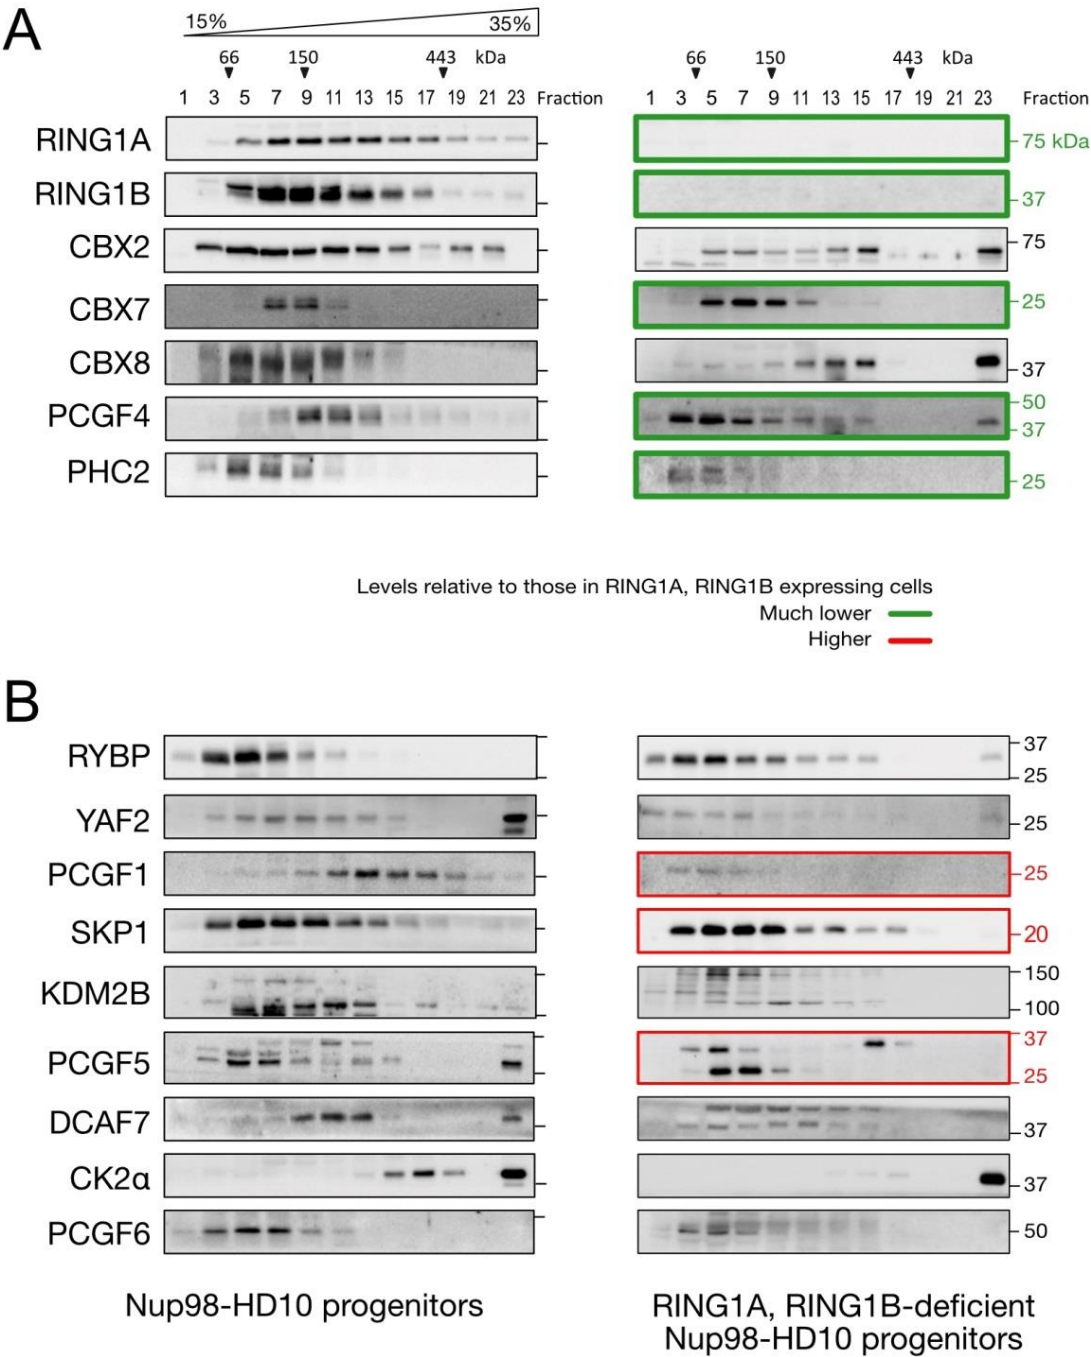 A
15% 35%
66 150 443 kDa
1 3 5 7 9 11 13 15 17 19 21 23 Fraction
66 150 443 kDa
1 3 5 7 9 11 13 15 17 19 21 23 Fraction
RING1A 75 kDa
RING1B 37
CBX2 75
CBX7 25
CBX8 37
PCGF4 50
37
PHC2 25
Levels relative to those in RING1A, RING1B expressing cells
Much lower
Higher
B
RYBP 37
25
YAF2 25
PCGF1 25
SKP1 20
KDM2B 150
100
PCGF5 37
25
DCAF7 37
CK2α 37
PCGF6 50
Nup98-HD10 progenitors
RING1A, RING1B-deficient
Nup98-HD10 progenitors